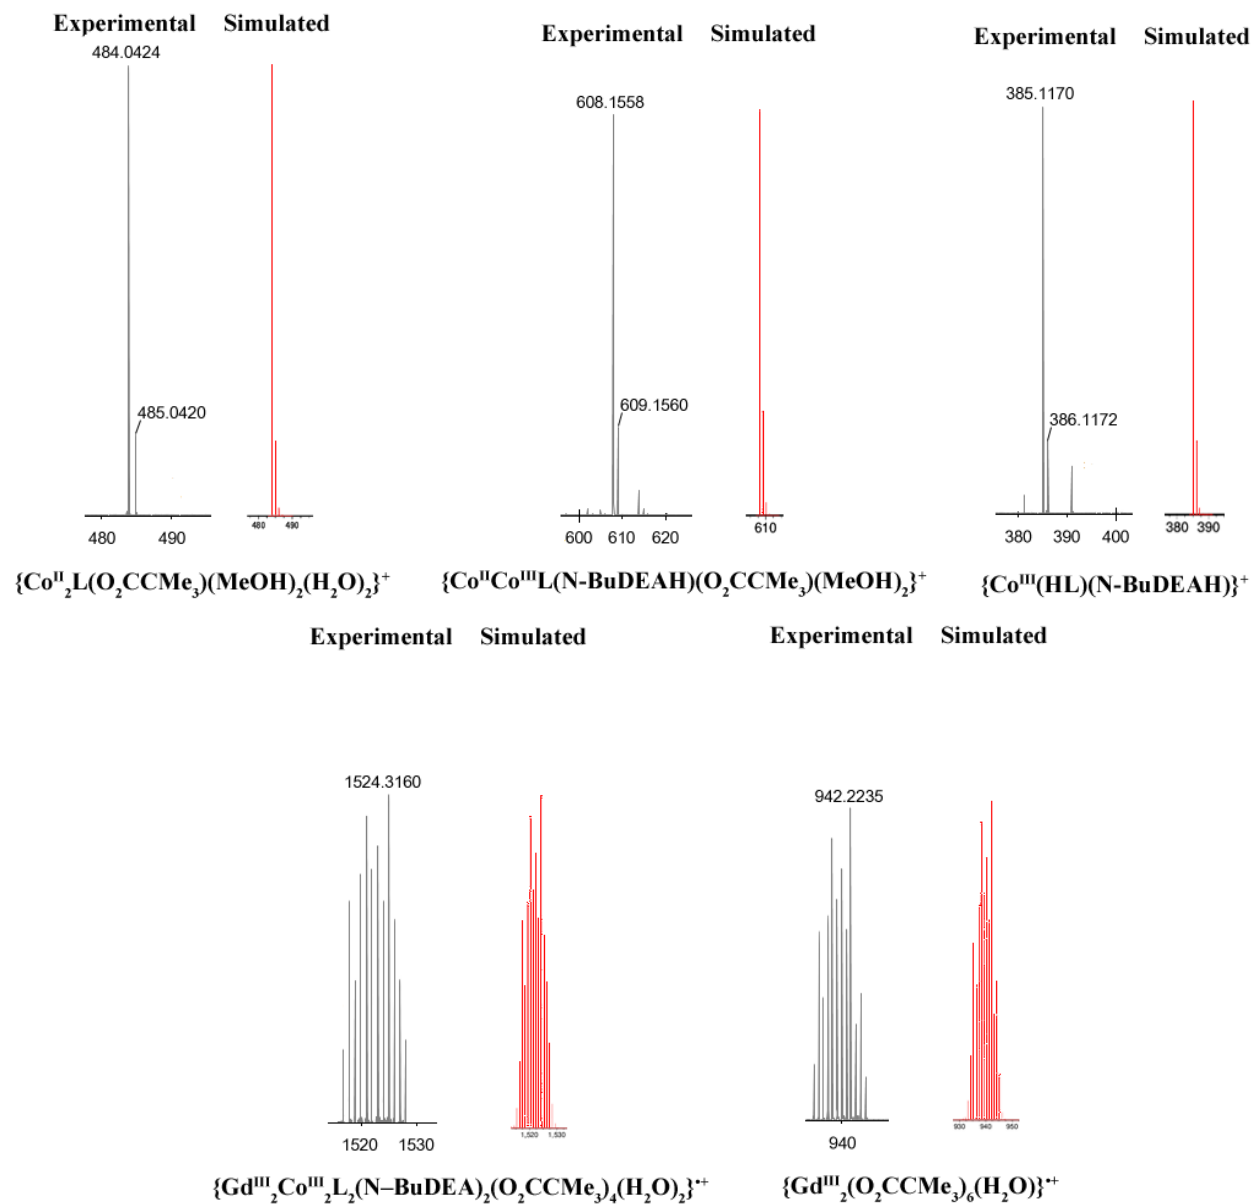 Experimental Simulated
484.0424
485.0420
480 490
480 490
{Coᴵᴵ₂L(O₂CCMe₃)(MeOH)₂(H₂O)₂}⁺
Experimental Simulated
608.1558
609.1560
600 610 620
610
{CoᴵᴵCoᴵᴵᴵL(N-BuDEAH)(O₂CCMe₃)(MeOH)₂}⁺
Experimental Simulated
385.1170
386.1172
380 390 400
380 390
{Coᴵᴵᴵ(HL)(N-BuDEAH)}⁺
Experimental Simulated
1524.3160
1520 1530
1,520 1,530
{Gdᴵᴵᴵ₂Coᴵᴵᴵ₂L₂(N–BuDEA)₂(O₂CCMe₃)₄(H₂O)₂}•⁺
Experimental Simulated
942.2235
940
930 940 950
{Gdᴵᴵᴵ₂(O₂CCMe₃)₆(H₂O)}•⁺